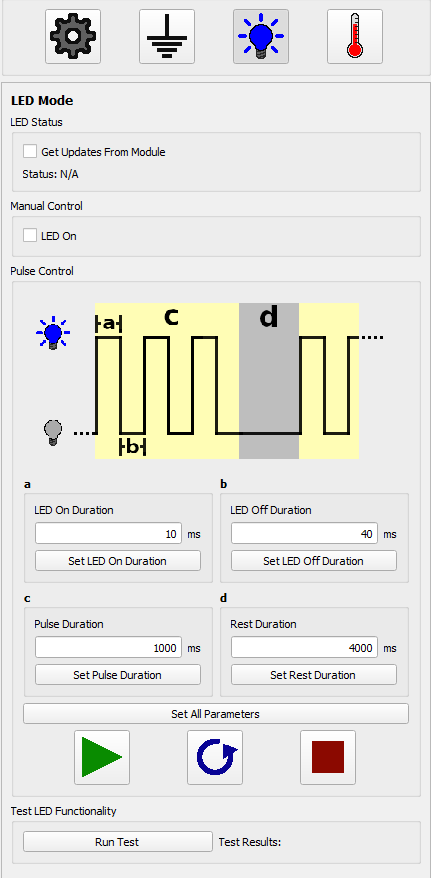 LED Mode
LED Status
Get Updates From Module
Status: N/A
Manual Control
LED On
Pulse Control
a c d
b
a b
LED On Duration LED Off Duration
10 ms 40 ms
Set LED On Duration Set LED Off Duration
c d
Pulse Duration Rest Duration
1000 ms 4000 ms
Set Pulse Duration Set Rest Duration
Set All Parameters
Test LED Functionality
Run Test Test Results: